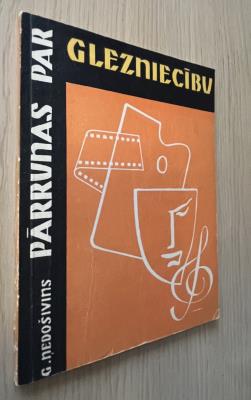 GLEZNIECĪBU
PĀRRUNAS PAR
G. ŅEDOŠIVINS